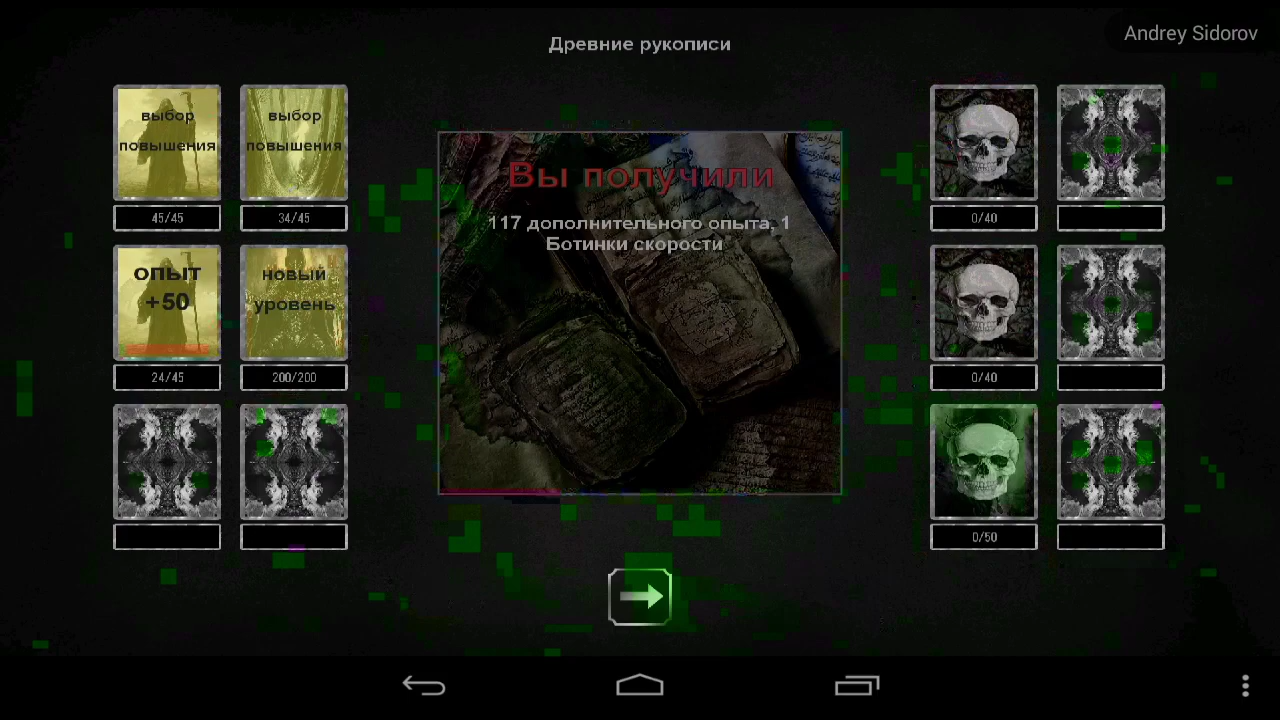 Andrey Sidorov
Древние рукописи
выбор
повышения
45/45
выбор
повышения
34/45
опыт
+50
24/45
новый
уровень
200/200
Вы получили
117 дополнительного опыта, 1
Ботинки скорости
0/40
0/40
0/50